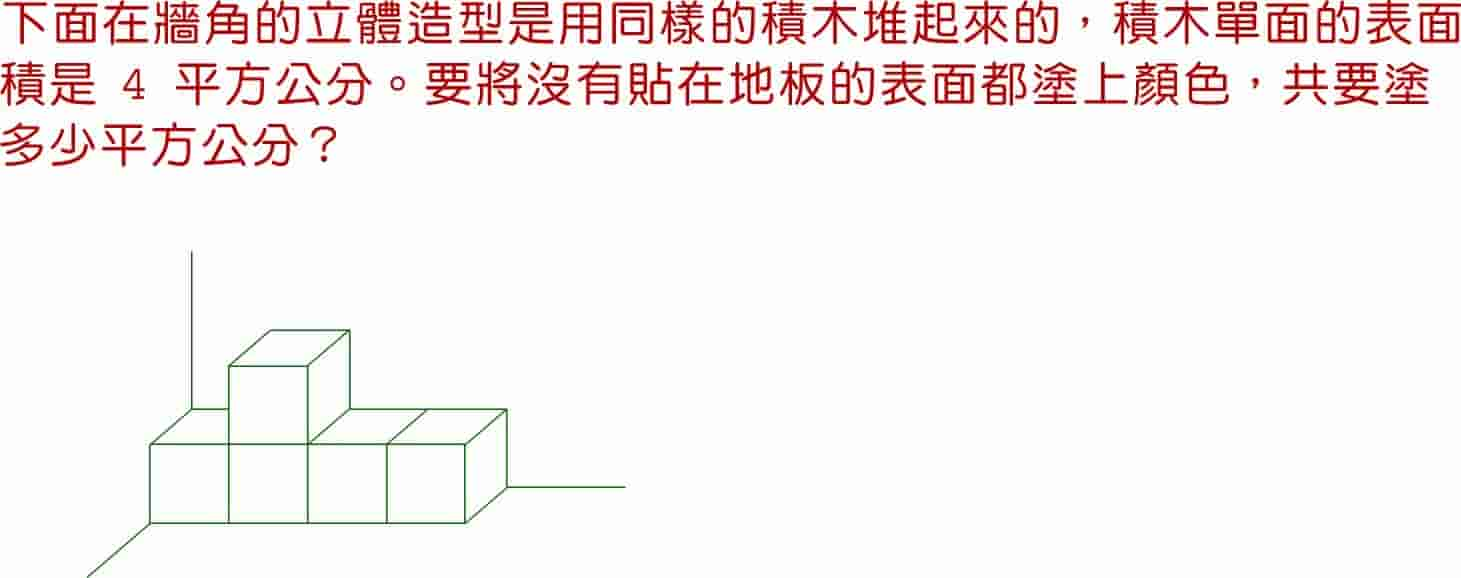 下面在牆角的立體造型是用同樣的積木堆起來的，積木單面的表面
積是 4 平方公分。要將沒有貼在地板的表面都塗上顏色，共要塗
多少平方公分？